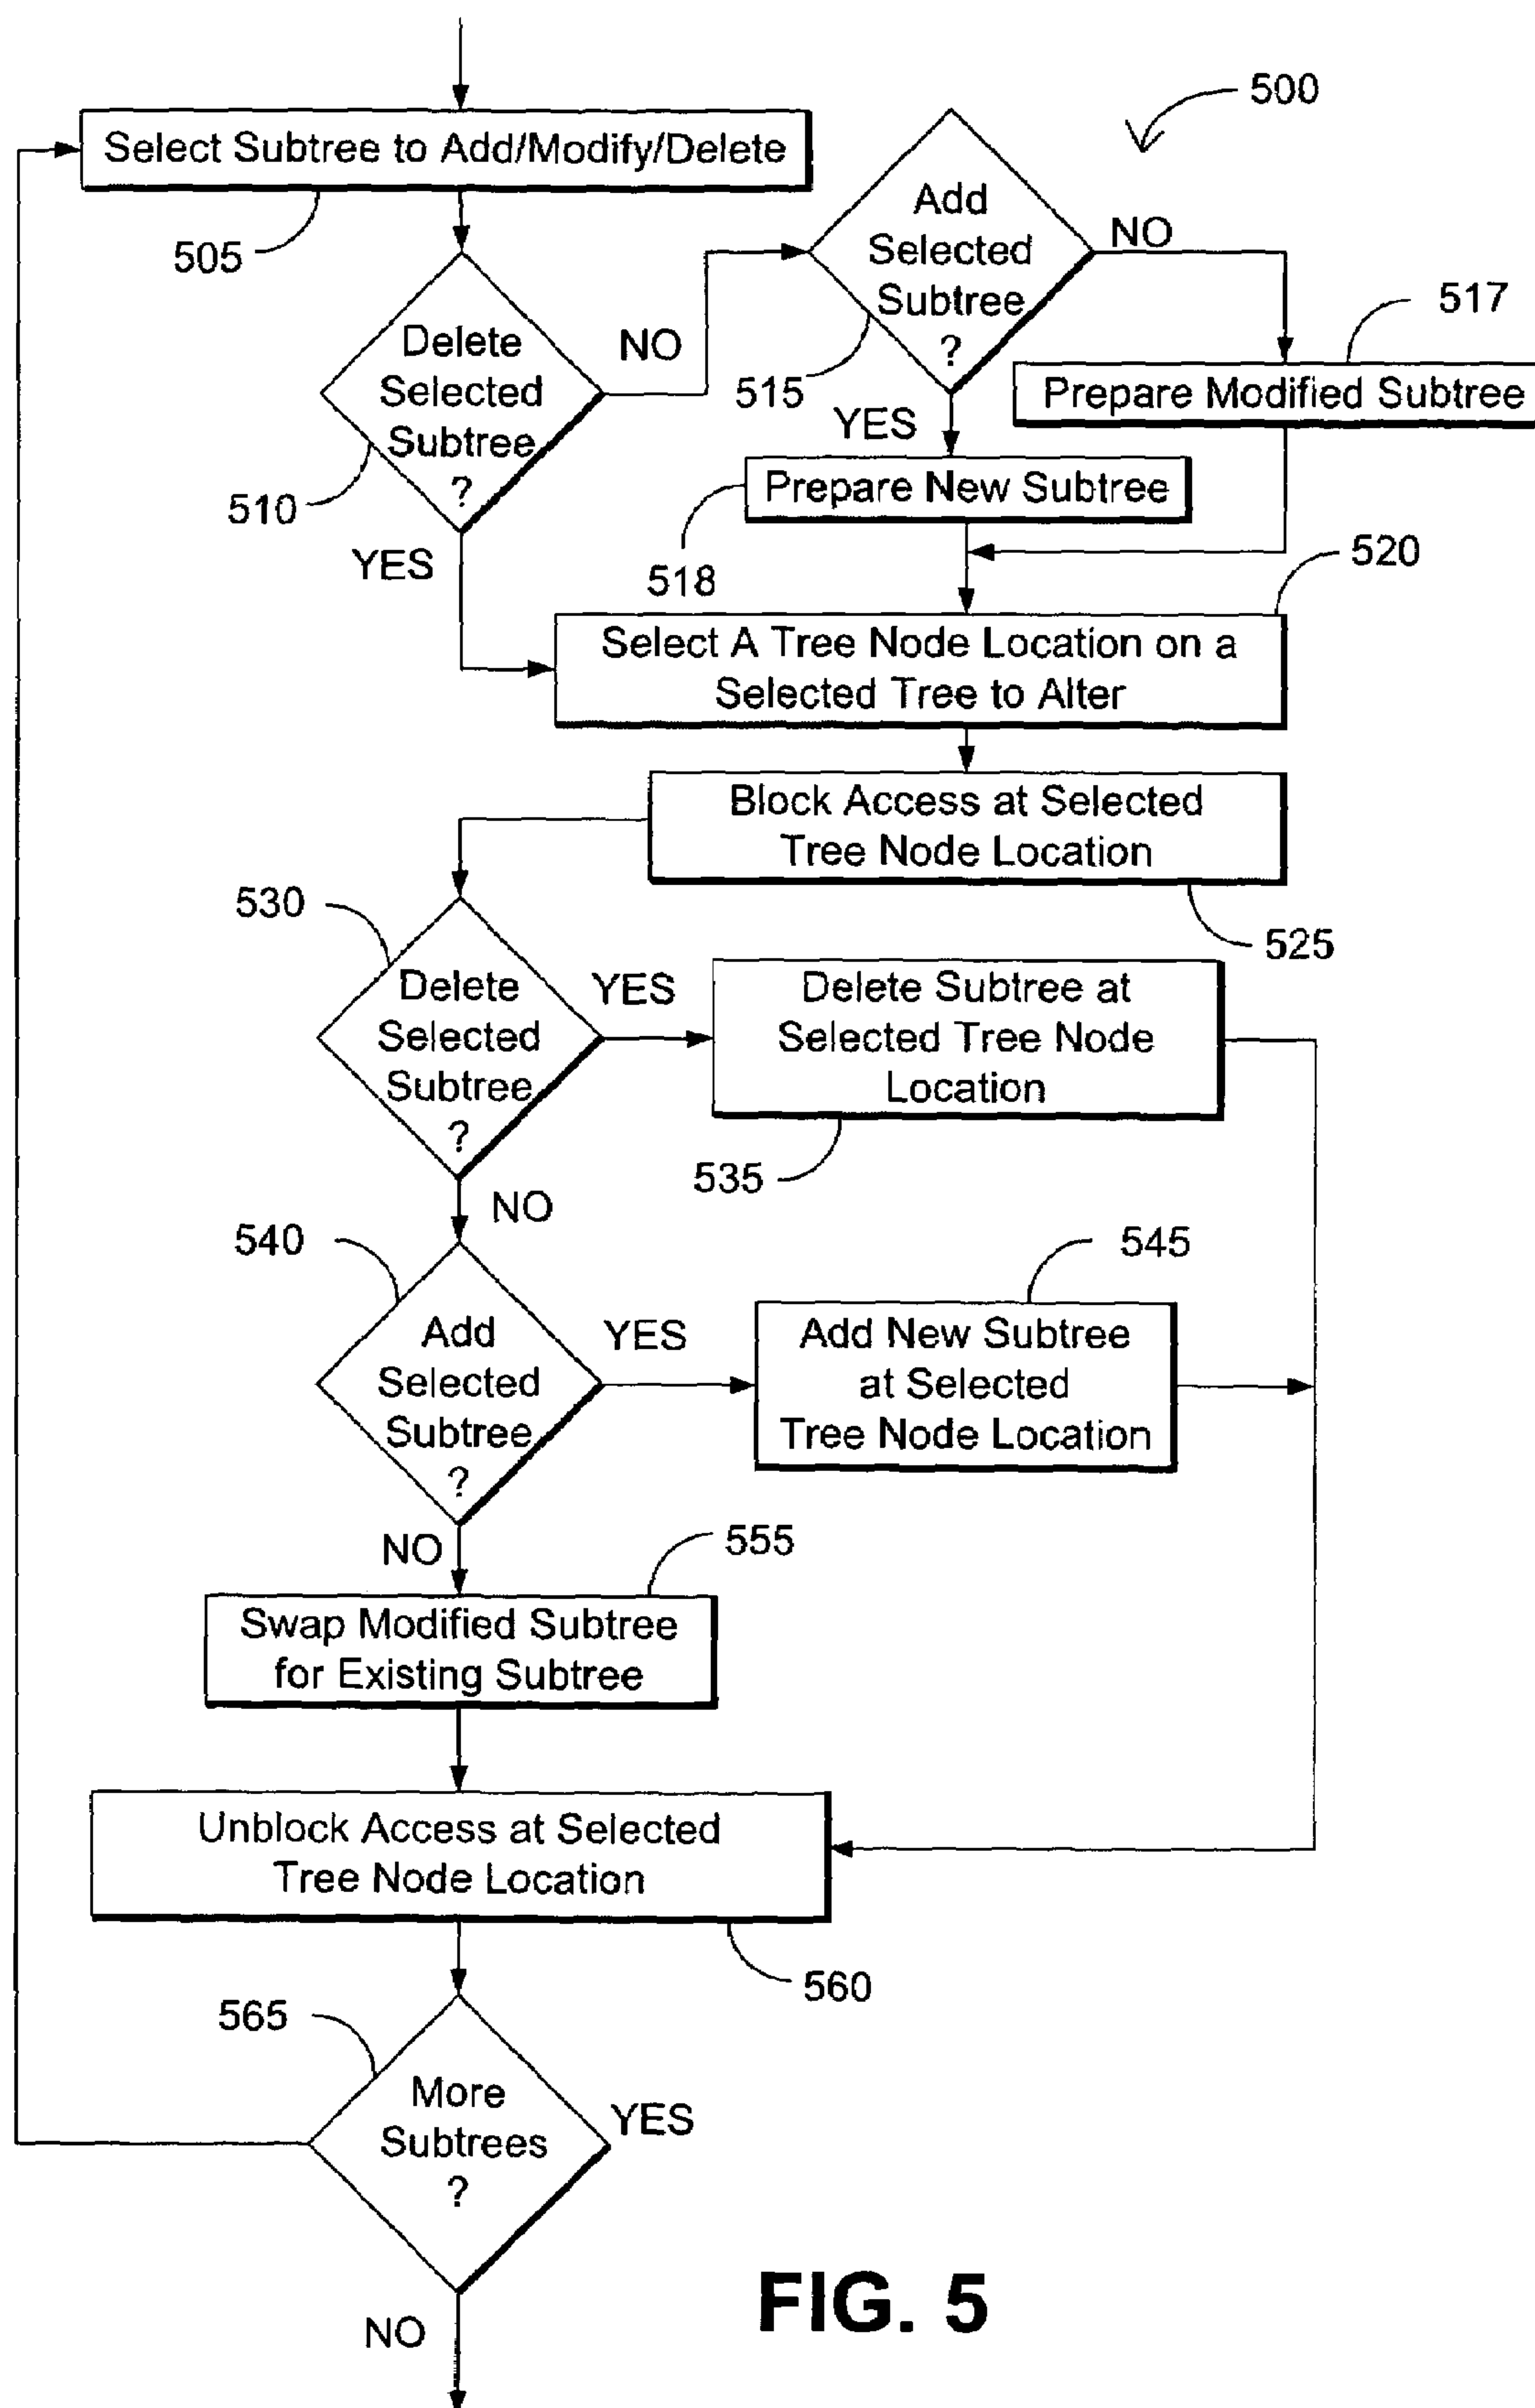 500
Select Subtree to Add/Modify/Delete
505
Add
Selected
Subtree
?
NO
515
YES
517
Prepare Modified Subtree
Delete
Selected
Subtree
?
NO
510
YES
Prepare New Subtree
518
520
Select A Tree Node Location on a
Selected Tree to Alter
Block Access at Selected
Tree Node Location
525
530
Delete
Selected
Subtree
?
YES
Delete Subtree at
Selected Tree Node
Location
535
NO
540
Add
Selected
Subtree
?
YES
545
Add New Subtree
at Selected
Tree Node Location
NO
555
Swap Modified Subtree
for Existing Subtree
Unblock Access at Selected
Tree Node Location
560
565
More
Subtrees
?
YES
NO
FIG. 5